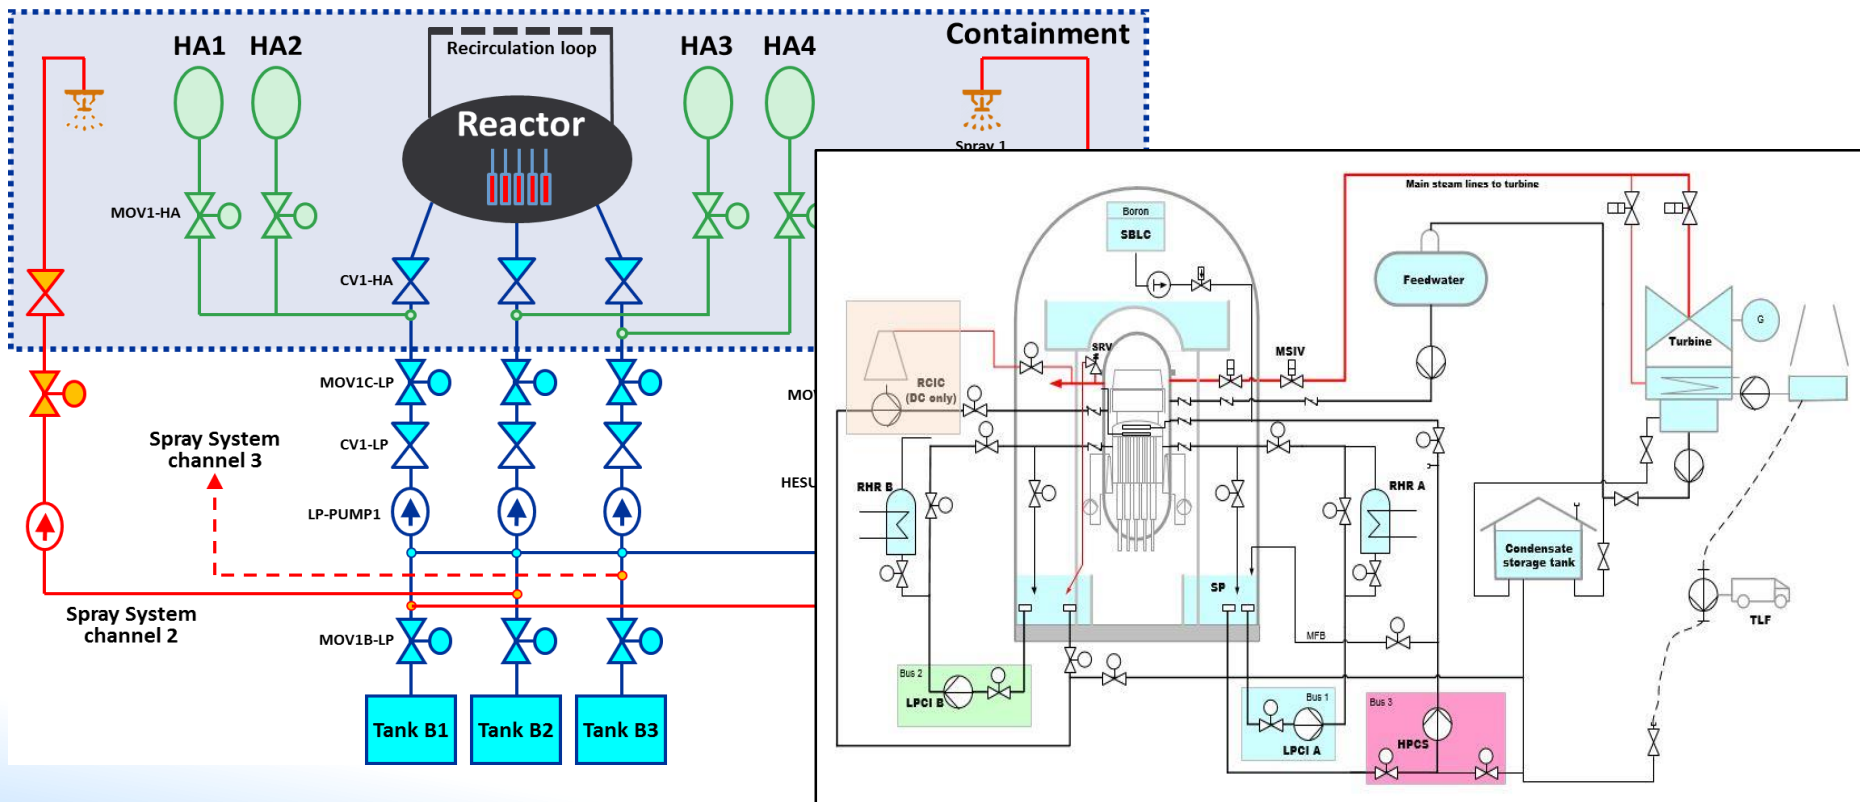 HA1
HA2
Recirculation loop
HA3
HA4
Containment
Reactor
Spray 1
MOV1-HA
CV1-HA
MOV1C-LP
CV1-LP
LP-PUMP1
MOV1B-LP
Spray System
channel 3
Spray System
channel 2
Tank B1
Tank B2
Tank B3
MOV
HESU
Main steam lines to turbine
Boron
SBLC
Feedwater
G
Turbine
SRV
MSIV
RCIC
(DC only)
RHR B
RHR A
Condensate
storage tank
SP
MFB
TLF
Bus 2
LPCI B
Bus 1
LPCI A
Bus 3
HPCS